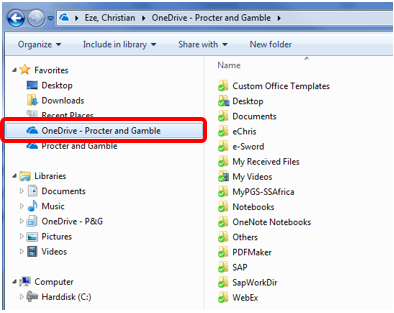 Eze, Christian ▸ OneDrive - Procter and Gamble ▸
Organize ▾ Include in library ▾ Share with ▾ New folder
Favorites
Desktop
Downloads
Recent Places
OneDrive - Procter and Gamble
Procter and Gamble
Libraries
Documents
Music
OneDrive - P&G
Pictures
Videos
Computer
Harddisk (C:)
Name
Custom Office Templates
Desktop
Documents
eChris
e-Sword
My Received Files
My Videos
MyPGS-SSAfrica
Notebooks
OneNote Notebooks
Others
PDFMaker
SAP
SapWorkDir
WebEx